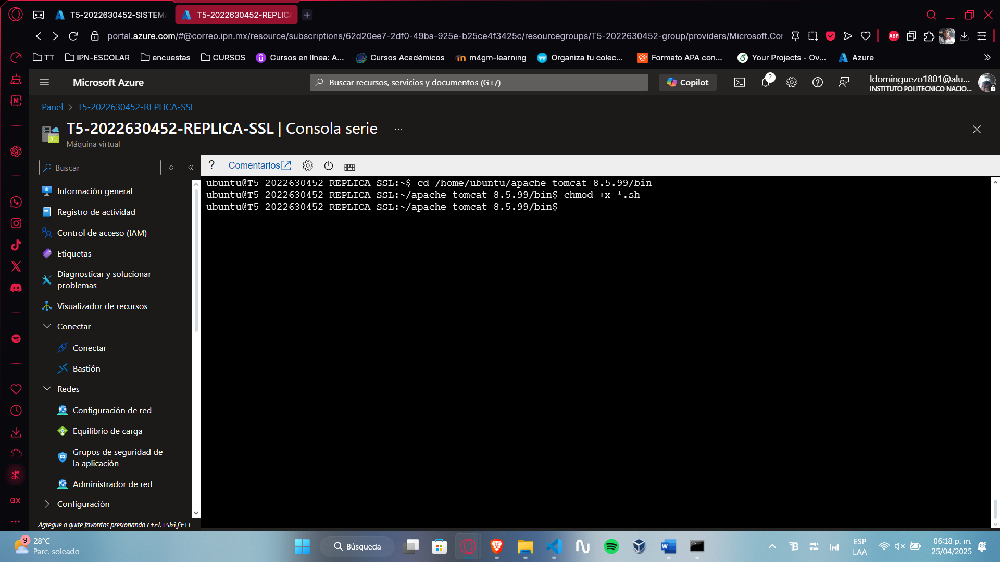 T5-2022630452-SISTEMA
T5-2022630452-REPLICA
portal.azure.com/#@correo.ipn.mx/resource/subscriptions/62d20ee7-2df0-49ba-925e-b25ce4f3425c/resourcegroups/T5-2022630452-group/providers/Microsoft.Cor
ABP
TT
IPN-ESCOLAR
encuestas
CURSOS
Cursos en línea: A...
Cursos Académicos
m4gm-learning
Organiza tu colec...
Formato APA con...
Your Projects - Ov...
Azure
Microsoft Azure
Buscar recursos, servicios y documentos (G+/)
Copilot
2
ldominguezo1801@alu...
INSTITUTO POLITECNICO NACIO...
Panel > T5-2022630452-REPLICA-SSL
T5-2022630452-REPLICA-SSL | Consola serie ...
Máquina virtual
Buscar
? Comentarios
Información general
Registro de actividad
Control de acceso (IAM)
Etiquetas
Diagnosticar y solucionar
problemas
Visualizador de recursos
Conectar
Conectar
Bastión
Redes
Configuración de red
Equilibrio de carga
Grupos de seguridad de
la aplicación
Administrador de red
Configuración
Agregue o quite favoritos presionando Ctrl+Shift+F
ubuntu@T5-2022630452-REPLICA-SSL:~$ cd /home/ubuntu/apache-tomcat-8.5.99/bin
ubuntu@T5-2022630452-REPLICA-SSL:~/apache-tomcat-8.5.99/bin$ chmod +x *.sh
ubuntu@T5-2022630452-REPLICA-SSL:~/apache-tomcat-8.5.99/bin$
GX
9
28°C
Parc. soleado
Búsqueda
ESP
LAA
06:18 p. m.
25/04/2025